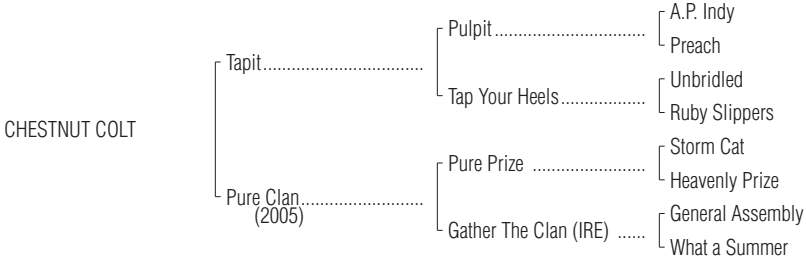 A.P. Indy
Pulpit................................
Preach
Tapit..................................
Unbridled
Tap Your Heels..................
Ruby Slippers
CHESTNUT COLT
Storm Cat
Pure Prize ........................
Heavenly Prize
Pure Clan..........................
(2005)
General Assembly
Gather The Clan (IRE) ......
What a Summer